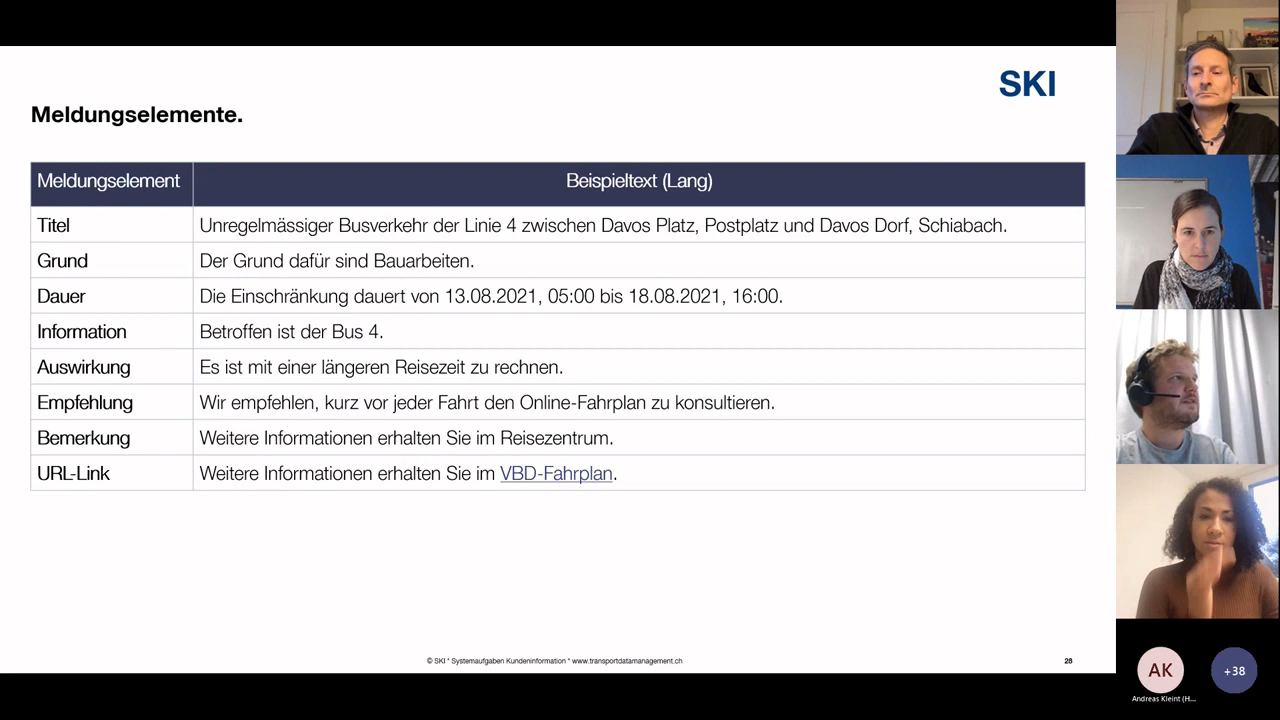 SKI
Meldungselemente.
Meldungselement Beispieltext (Lang)
Titel Unregelmässiger Busverkehr der Linie 4 zwischen Davos Platz, Postplatz und Davos Dorf, Schiabach.
Grund Der Grund dafür sind Bauarbeiten.
Dauer Die Einschränkung dauert von 13.08.2021, 05:00 bis 18.08.2021, 16:00.
Information Betroffen ist der Bus 4.
Auswirkung Es ist mit einer längeren Reisezeit zu rechnen.
Empfehlung Wir empfehlen, kurz vor jeder Fahrt den Online-Fahrplan zu konsultieren.
Bemerkung Weitere Informationen erhalten Sie im Reisezentrum.
URL-Link Weitere Informationen erhalten Sie im VBD-Fahrplan.
© SKI * Systemaufgaben Kundeninformation * www.transportdatamanagement.ch 28
AK +38
Andreas Kleint (H...